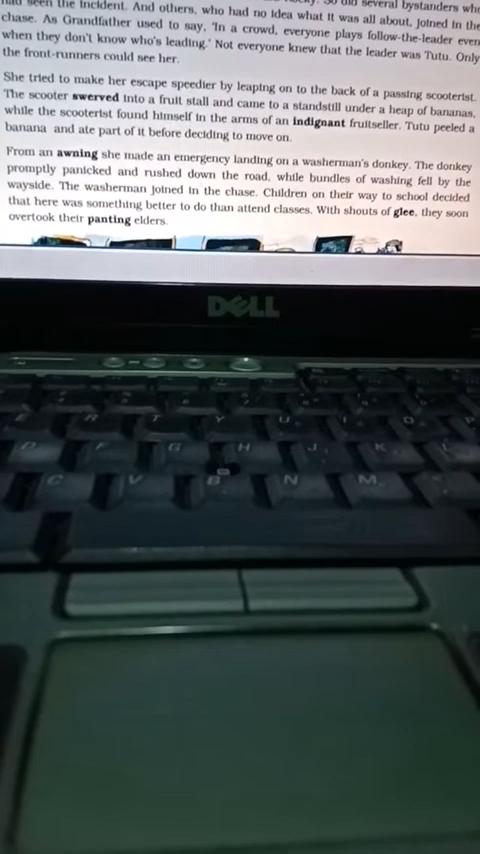 had seen the incident. And others, who had no idea what it was all about, joined in the
chase. As Grandfather used to say, 'In a crowd, everyone plays follow-the-leader even
when they don't know who's leading.' Not everyone knew that the leader was Tutu. Only
the front-runners could see her.
She tried to make her escape speedier by leaping on to the back of a passing scooterist.
The scooter swerved into a fruit stall and came to a standstill under a heap of bananas,
while the scooterist found himself in the arms of an indignant fruitseller. Tutu peeled a
banana and ate part of it before deciding to move on.
From an awning she made an emergency landing on a washerman's donkey. The donkey
promptly panicked and rushed down the road, while bundles of washing fell by the
wayside. The washerman joined in the chase. Children on their way to school decided
that here was something better to do than attend classes. With shouts of glee, they soon
overtook their panting elders.
DELL
R T Y U I O P
D F G H J K L
C V B N M